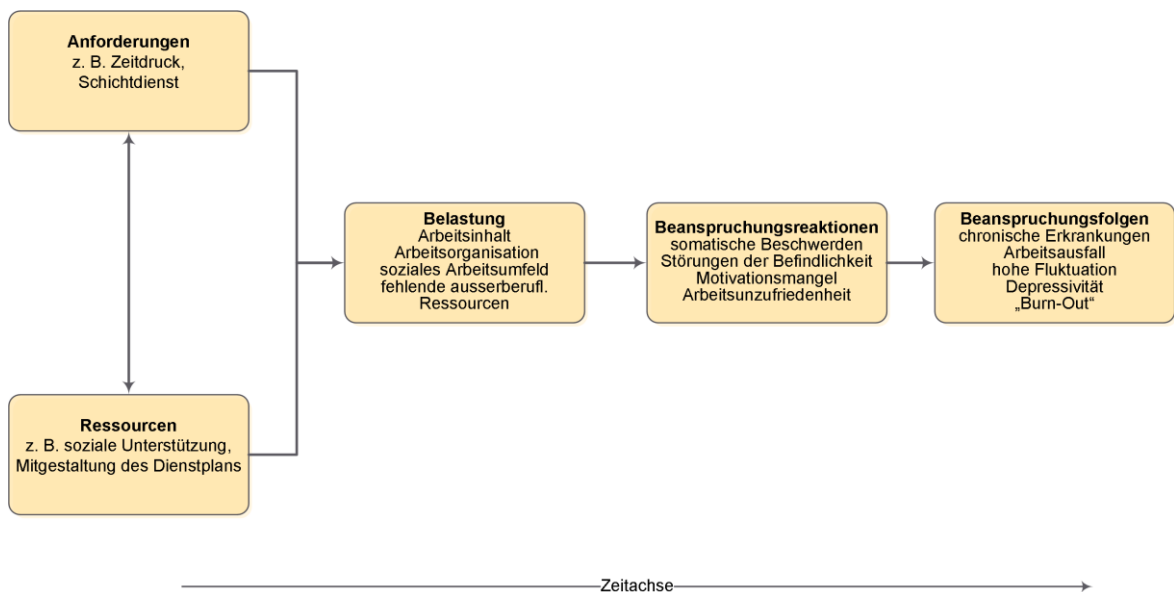 Anforderungen
z. B. Zeitdruck,
Schichtdienst
Ressourcen
z. B. soziale Unterstützung,
Mitgestaltung des Dienstplans
Belastung
Arbeitsinhalt
Arbeitsorganisation
soziales Arbeitsumfeld
fehlende ausserberufl.
Ressourcen
Beanspruchungsreaktionen
somatische Beschwerden
Störungen der Befindlichkeit
Motivationsmangel
Arbeitsunzufriedenheit
Beanspruchungsfolgen
chronische Erkrankungen
Arbeitsausfall
hohe Fluktuation
Depressivität
„Burn-Out“
Zeitachse